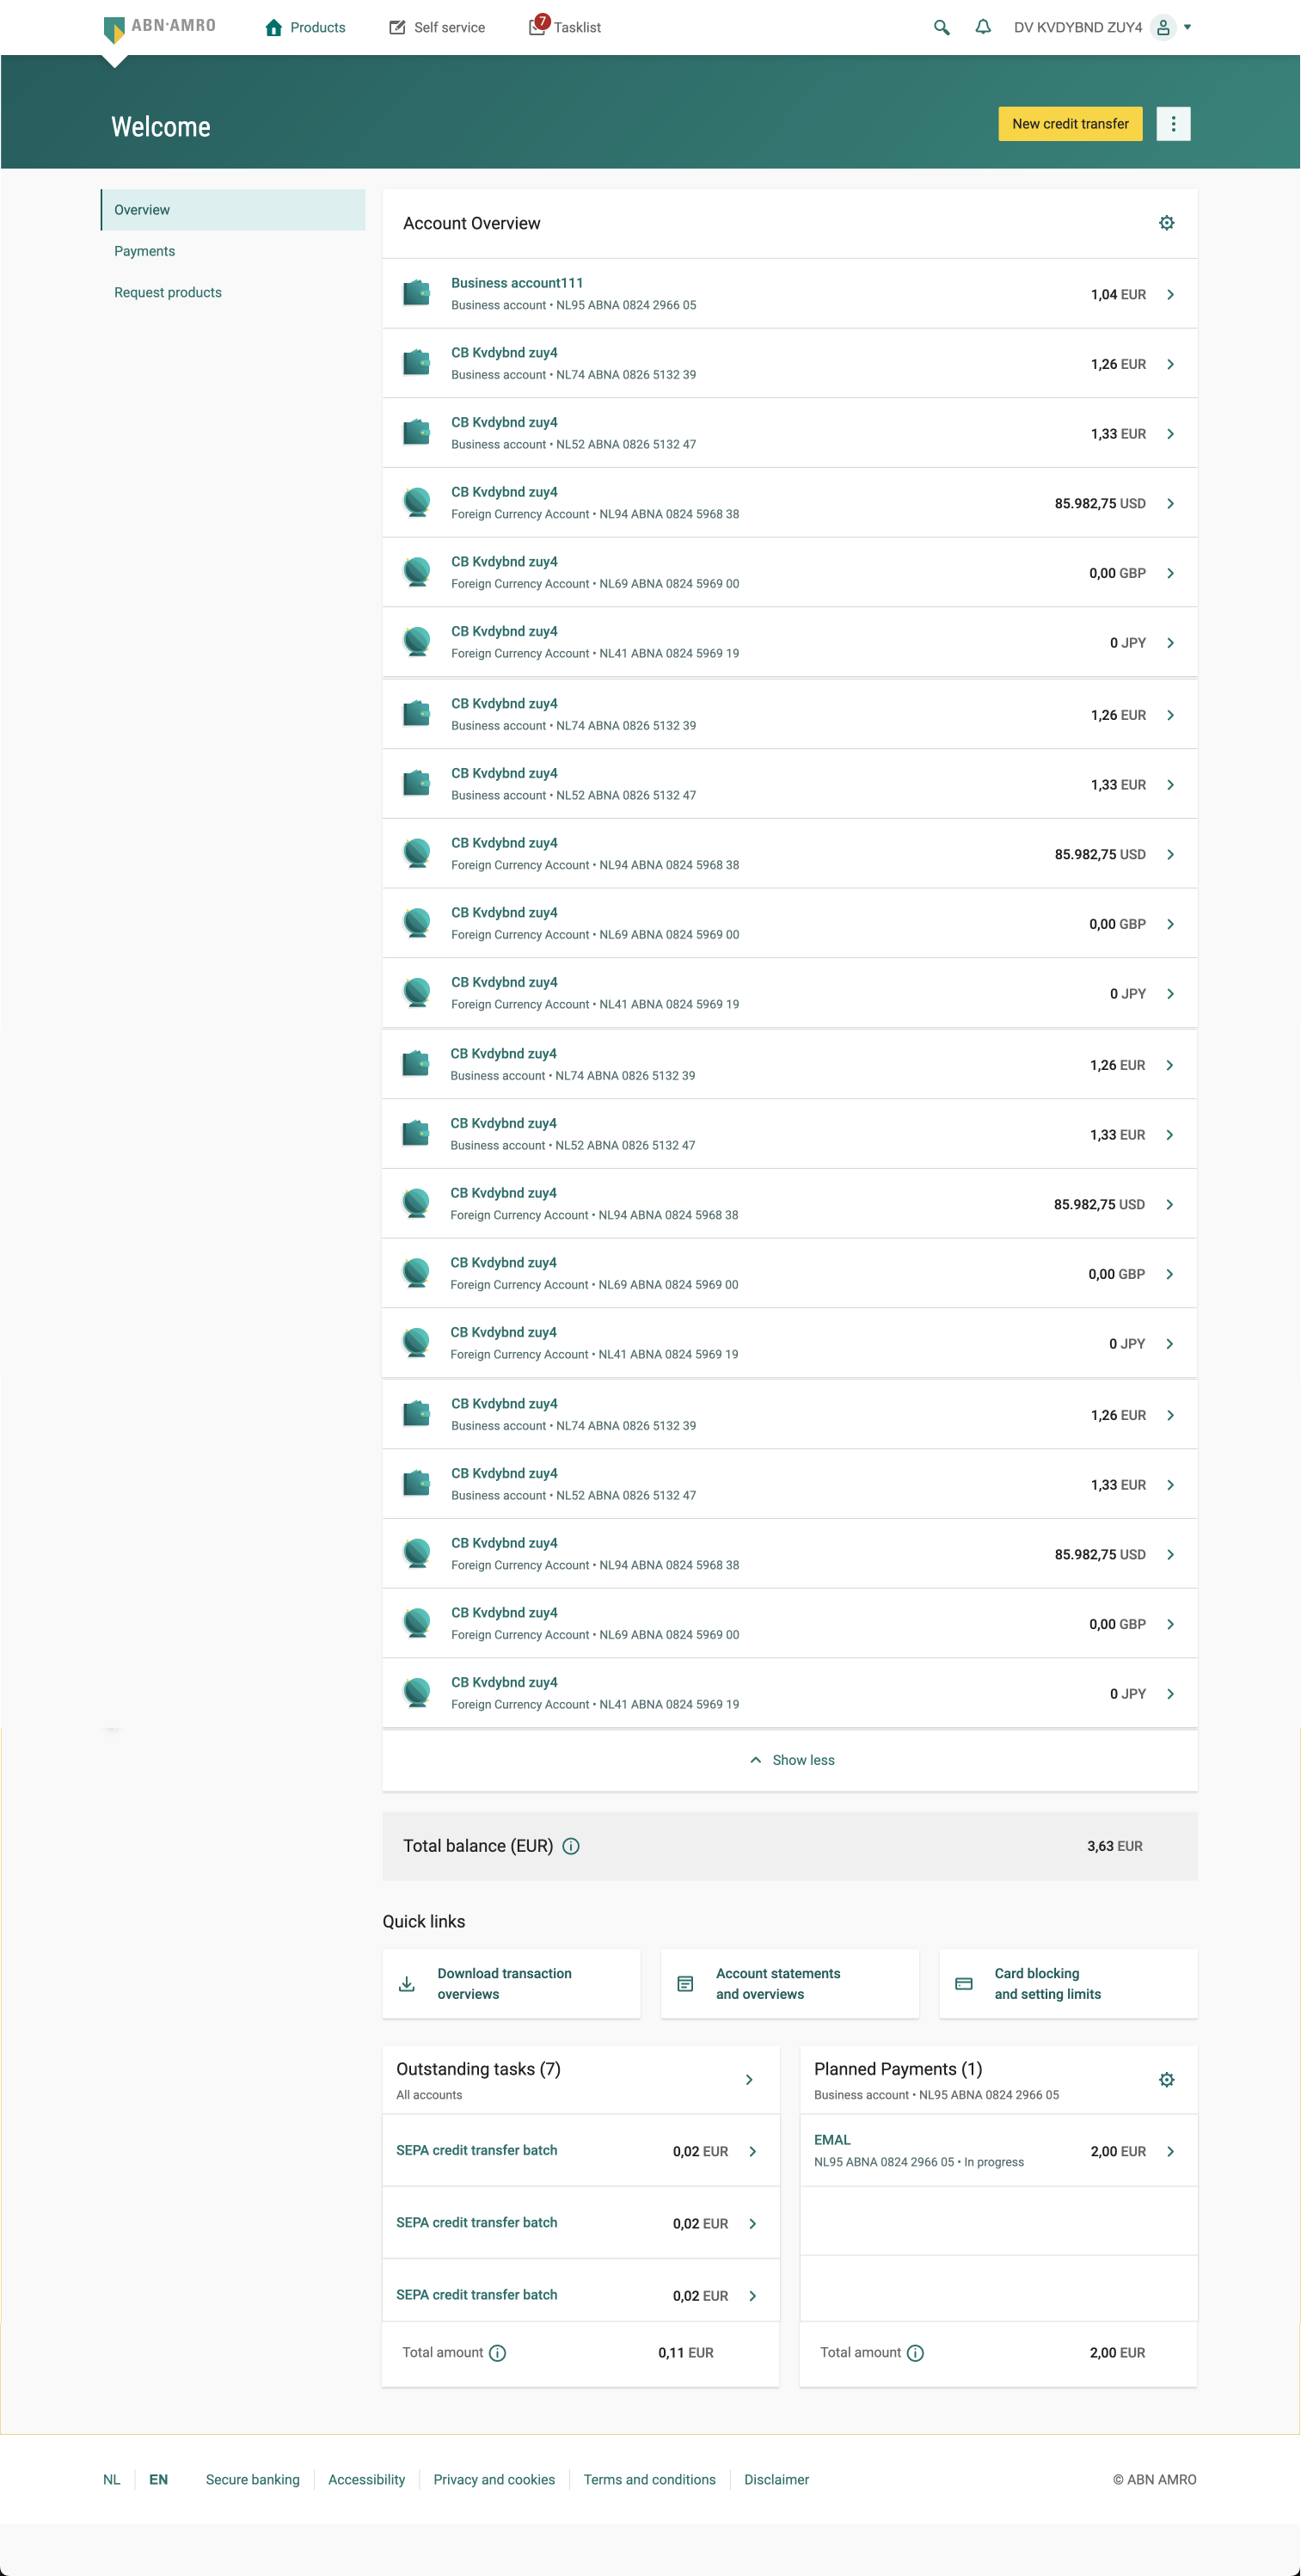 ABN·AMRO
Products
Self service
7
Tasklist
DV KVDYBND ZUY4
Welcome
New credit transfer
Overview
Payments
Request products
Account Overview
Business account111
Business account • NL95 ABNA 0824 2966 05
1,04 EUR
CB Kvdybnd zuy4
Business account • NL74 ABNA 0826 5132 39
1,26 EUR
CB Kvdybnd zuy4
Business account • NL52 ABNA 0826 5132 47
1,33 EUR
CB Kvdybnd zuy4
Foreign Currency Account • NL94 ABNA 0824 5968 38
85.982,75 USD
CB Kvdybnd zuy4
Foreign Currency Account • NL69 ABNA 0824 5969 00
0,00 GBP
CB Kvdybnd zuy4
Foreign Currency Account • NL41 ABNA 0824 5969 19
0 JPY
CB Kvdybnd zuy4
Business account • NL74 ABNA 0826 5132 39
1,26 EUR
CB Kvdybnd zuy4
Business account • NL52 ABNA 0826 5132 47
1,33 EUR
CB Kvdybnd zuy4
Foreign Currency Account • NL94 ABNA 0824 5968 38
85.982,75 USD
CB Kvdybnd zuy4
Foreign Currency Account • NL69 ABNA 0824 5969 00
0,00 GBP
CB Kvdybnd zuy4
Foreign Currency Account • NL41 ABNA 0824 5969 19
0 JPY
CB Kvdybnd zuy4
Business account • NL74 ABNA 0826 5132 39
1,26 EUR
CB Kvdybnd zuy4
Business account • NL52 ABNA 0826 5132 47
1,33 EUR
CB Kvdybnd zuy4
Foreign Currency Account • NL94 ABNA 0824 5968 38
85.982,75 USD
CB Kvdybnd zuy4
Foreign Currency Account • NL69 ABNA 0824 5969 00
0,00 GBP
CB Kvdybnd zuy4
Foreign Currency Account • NL41 ABNA 0824 5969 19
0 JPY
CB Kvdybnd zuy4
Business account • NL74 ABNA 0826 5132 39
1,26 EUR
CB Kvdybnd zuy4
Business account • NL52 ABNA 0826 5132 47
1,33 EUR
CB Kvdybnd zuy4
Foreign Currency Account • NL94 ABNA 0824 5968 38
85.982,75 USD
CB Kvdybnd zuy4
Foreign Currency Account • NL69 ABNA 0824 5969 00
0,00 GBP
CB Kvdybnd zuy4
Foreign Currency Account • NL41 ABNA 0824 5969 19
0 JPY
Show less
Total balance (EUR)
3,63 EUR
Quick links
Download transaction
overviews
Account statements
and overviews
Card blocking
and setting limits
Outstanding tasks (7)
All accounts
SEPA credit transfer batch
0,02 EUR
SEPA credit transfer batch
0,02 EUR
SEPA credit transfer batch
0,02 EUR
Total amount
0,11 EUR
Planned Payments (1)
Business account • NL95 ABNA 0824 2966 05
EMAL
NL95 ABNA 0824 2966 05 • In progress
2,00 EUR
Total amount
2,00 EUR
NL
EN
Secure banking
Accessibility
Privacy and cookies
Terms and conditions
Disclaimer
© ABN AMRO